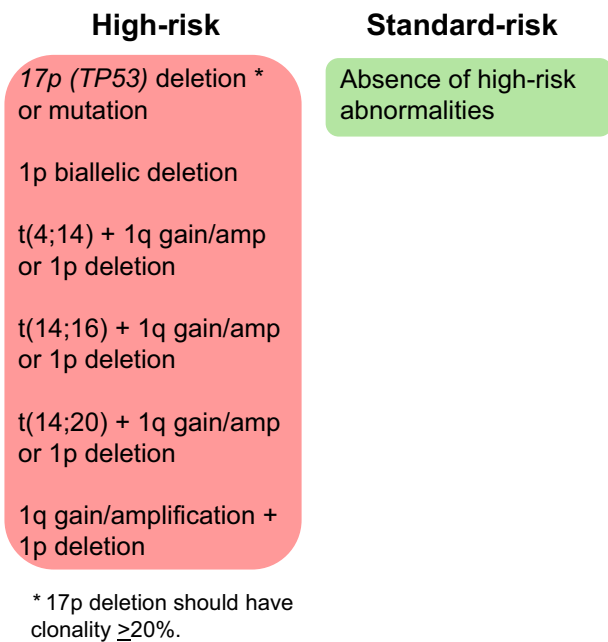 High-risk
17p (TP53) deletion *
or mutation
1p biallelic deletion
t(4;14) + 1q gain/amp
or 1p deletion
t(14;16) + 1q gain/amp
or 1p deletion
t(14;20) + 1q gain/amp
or 1p deletion
1q gain/amplification +
1p deletion
* 17p deletion should have
clonality ≥20%.
Standard-risk
Absence of high-risk
abnormalities